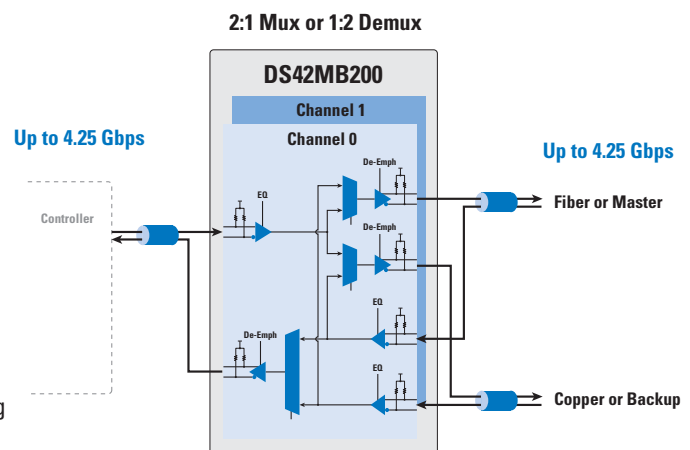 2:1 Mux or 1:2 Demux
DS42MB200
Channel 1
Channel 0
Up to 4.25 Gbps
Up to 4.25 Gbps
De-Emph
EQ
Controller
Fiber or Master
De-Emph
EQ
De-Emph
EQ
Copper or Backup
g